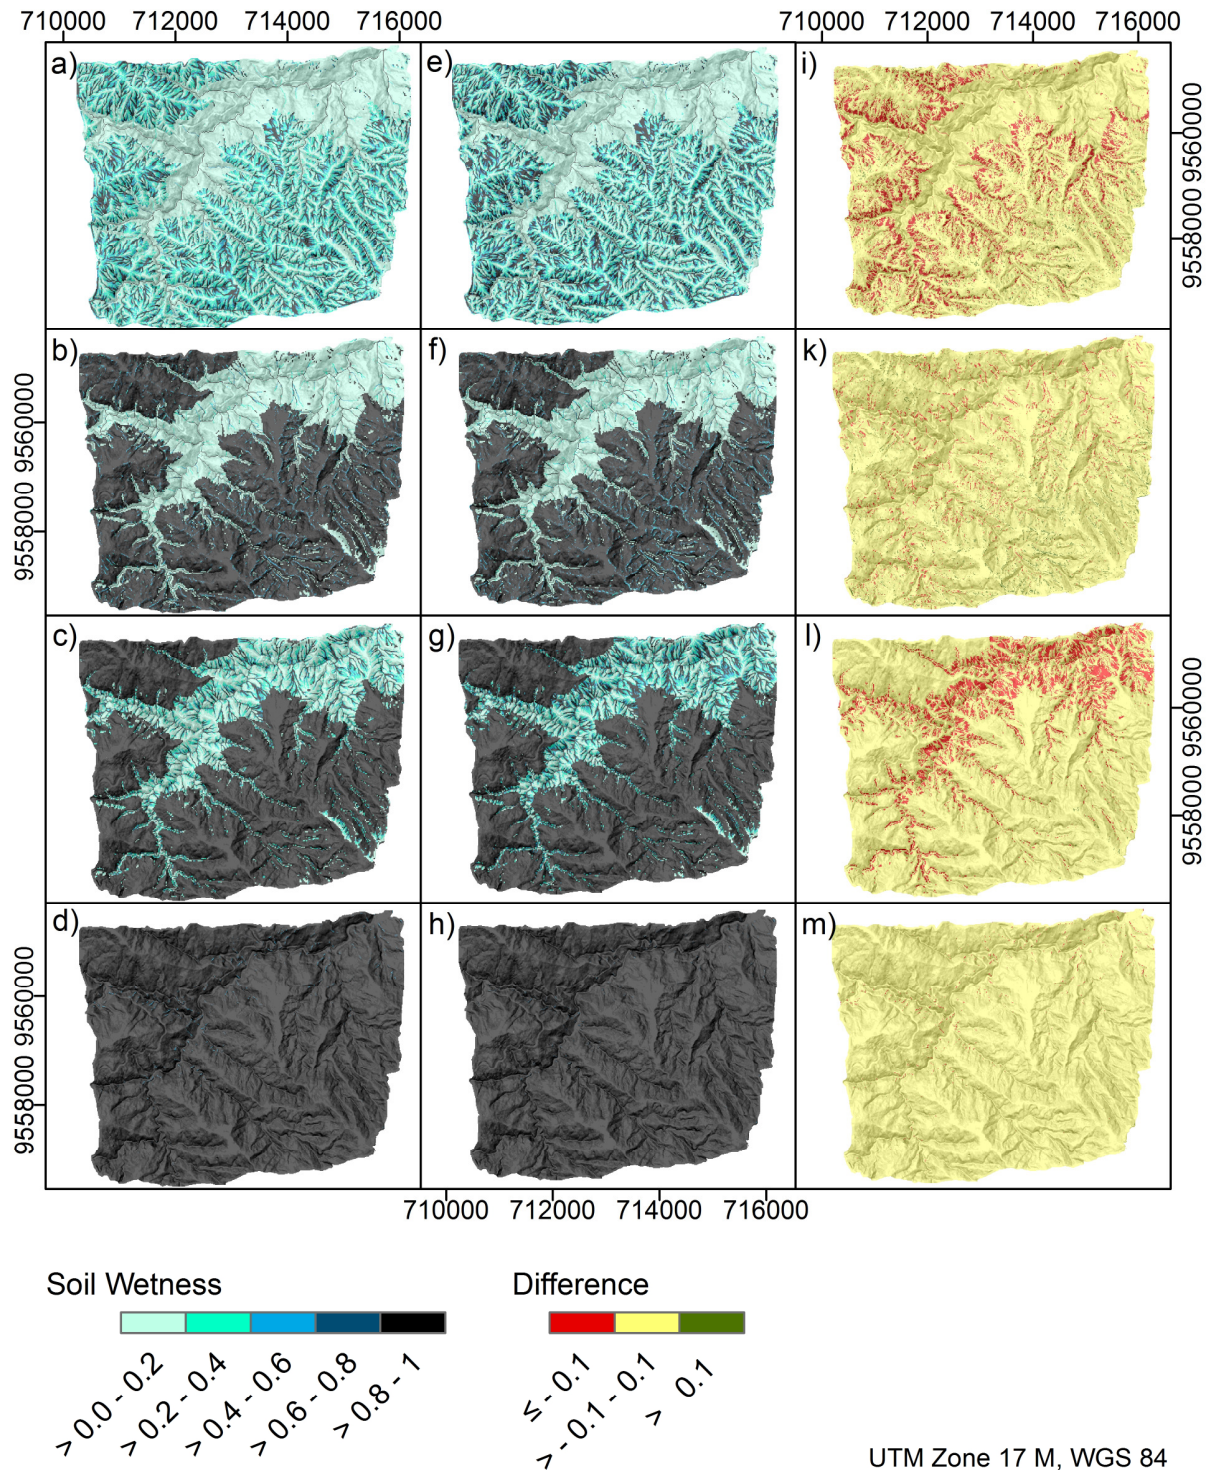 710000 712000 714000 716000
710000 712000 714000 716000
a)
e)
i)
9560000
9558000
b)
f)
k)
9560000
9558000
c)
g)
l)
9560000
9558000
d)
h)
m)
9560000
9558000
710000 712000 714000 716000
Soil Wetness
Difference
> 0.0 - 0.2
> 0.2 - 0.4
> 0.4 - 0.6
> 0.6 - 0.8
> 0.8 - 1
≤ - 0.1
> - 0.1 - 0.1
> 0.1
UTM Zone 17 M, WGS 84